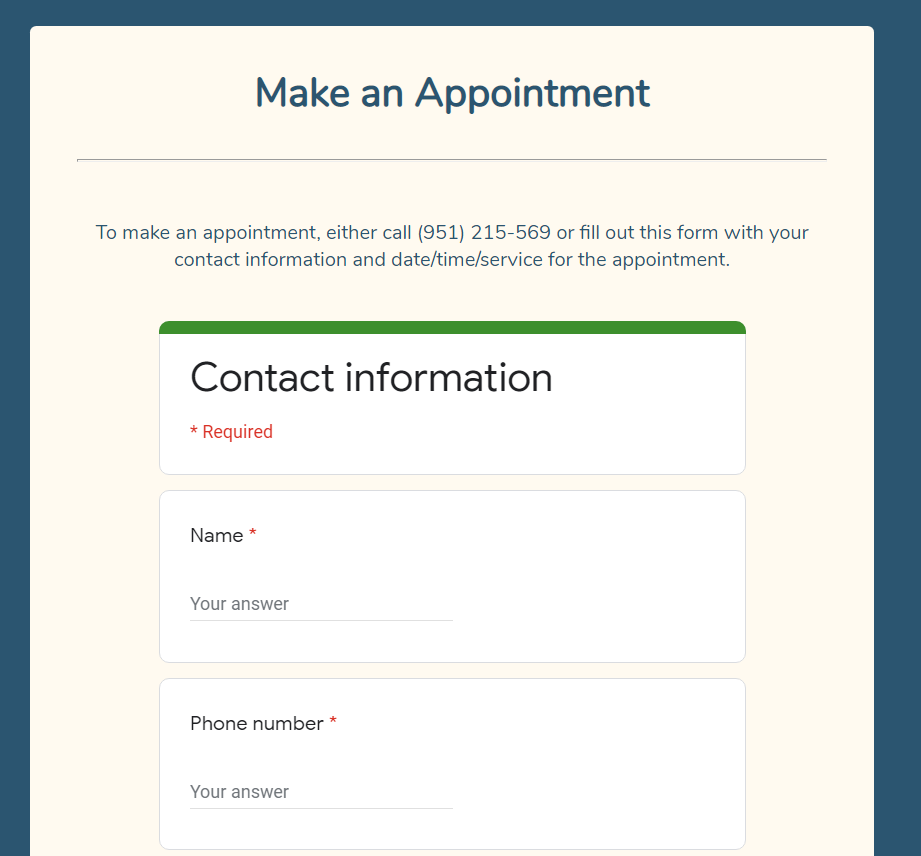 Make an Appointment
To make an appointment, either call (951) 215-569 or fill out this form with your
contact information and date/time/service for the appointment.
Contact information
* Required
Name *
Your answer
Phone number *
Your answer